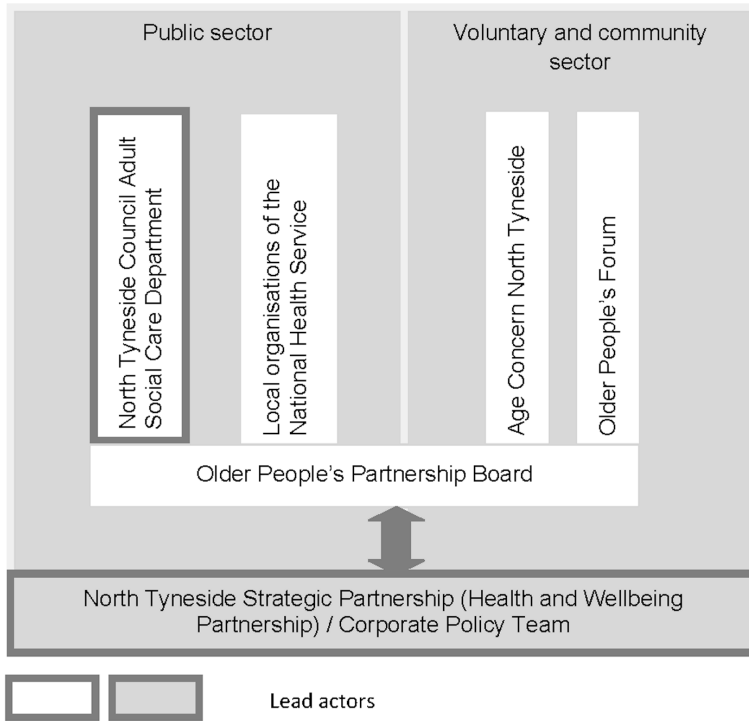 Public sector
Voluntary and community
sector
North Tyneside Council Adult
Social Care Department
Local organisations of the
National Health Service
Age Concern North Tyneside
Older People's Forum
Older People's Partnership Board
North Tyneside Strategic Partnership (Health and Wellbeing
Partnership) / Corporate Policy Team
Lead actors